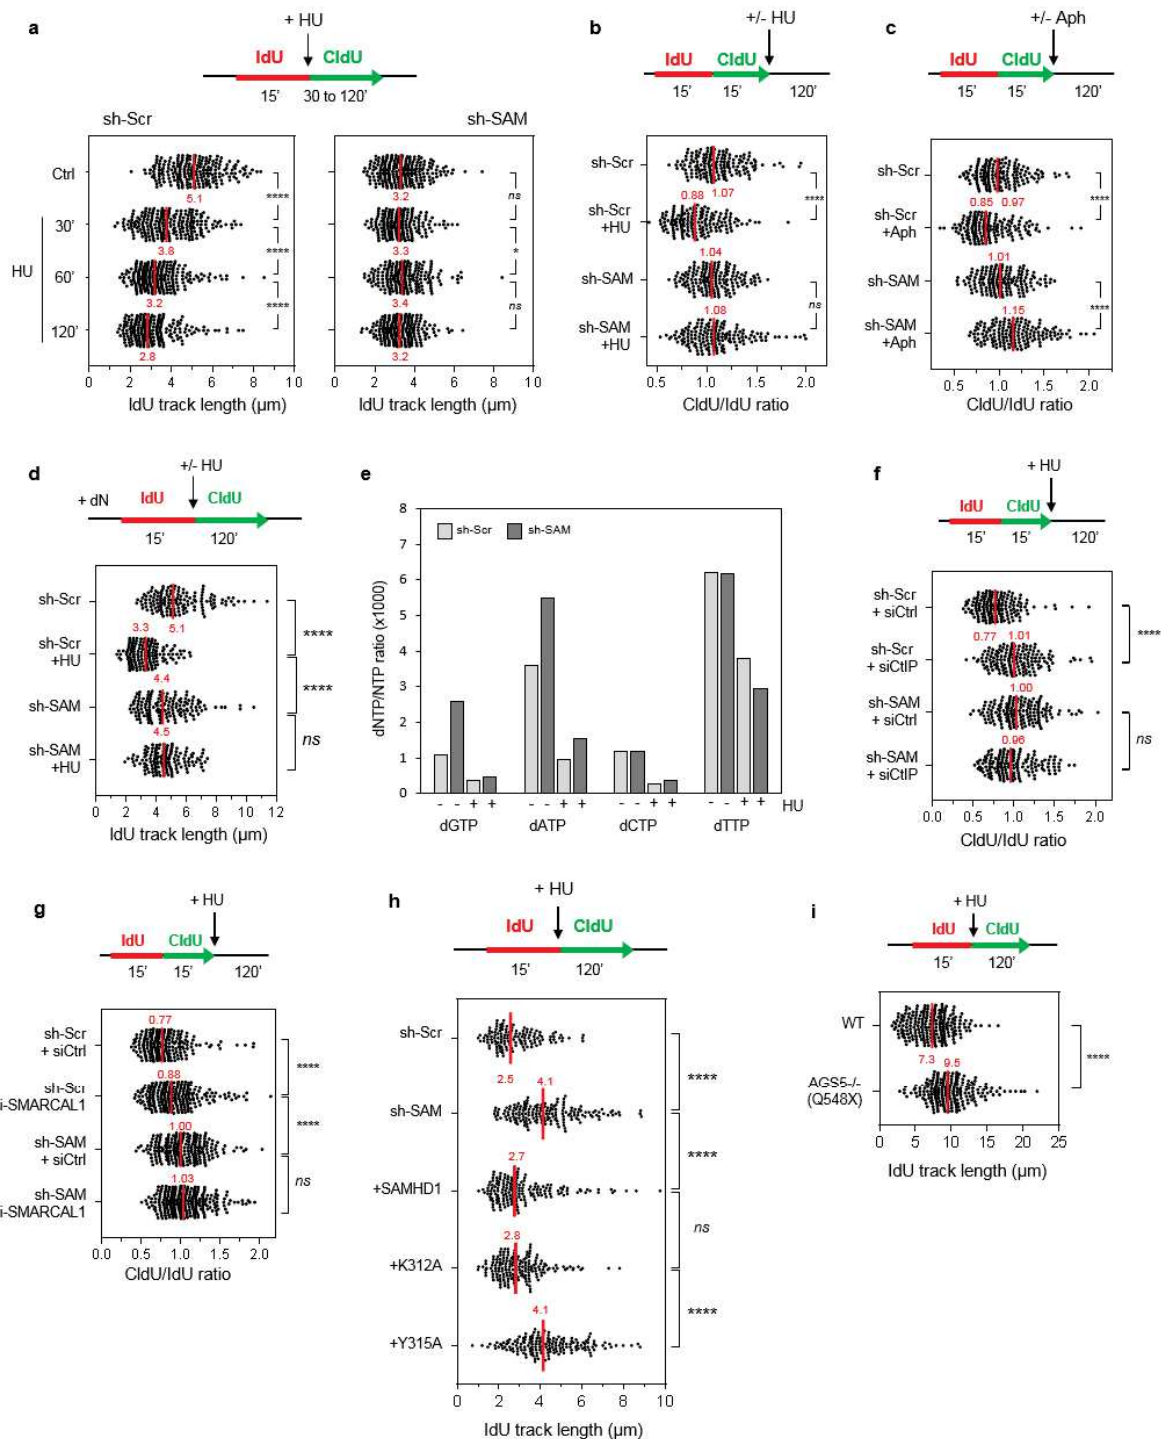 a
+ HU
IdU CldU
15' 30 to 120'
sh-Scr sh-SAM
Ctrl
30'
HU
60'
120'
5.1
3.8
3.2
2.8
****
****
****
0 2 4 6 8 10
IdU track length (µm)
3.2
3.3
3.4
3.2
ns
*
ns
0 2 4 6 8 10
IdU track length (µm)
b
+/- HU
IdU CldU
15' 15' 120'
sh-Scr
0.88 1.07
sh-Scr
+HU
1.04
sh-SAM
1.08
sh-SAM
+HU
****
ns
0.5 1.0 1.5 2.0
CldU/IdU ratio
c
+/- Aph
IdU CldU
15' 15' 120'
sh-Scr
0.85 0.97
sh-Scr
+Aph
1.01
sh-SAM
1.15
sh-SAM
+Aph
****
****
0.5 1.0 1.5 2.0
CldU/IdU ratio
d
+/- HU
+ dN IdU CldU
15' 120'
sh-Scr
3.3 5.1
sh-Scr
+HU
4.4
sh-SAM
4.5
sh-SAM
+HU
****
****
ns
0 2 4 6 8 10 12
IdU track length (µm)
e
dNTP/NTP ratio (x1000)
8
7
6
5
4
3
2
1
0
sh-Scr sh-SAM
- - + + - - + + - - + + - - + + HU
dGTP dATP dCTP dTTP
f
+ HU
IdU CldU
15' 15' 120'
sh-Scr
+ siCtrl
0.77 1.01
sh-Scr
+ siCtIP
1.00
sh-SAM
+ siCtrl
0.96
sh-SAM
+ siCtIP
****
ns
0.0 0.5 1.0 1.5 2.0
CldU/IdU ratio
g
+ HU
IdU CldU
15' 15' 120'
0.77
sh-Scr
+ siCtrl
0.88
sh-Scr
i-SMARCAL1
1.00
sh-SAM
+ siCtrl
1.03
sh-SAM
i-SMARCAL1
****
****
ns
0.0 0.5 1.0 1.5 2.0
CldU/IdU ratio
h
+ HU
IdU CldU
15' 120'
sh-Scr
2.5 4.1
sh-SAM
2.7
+SAMHD1
2.8
+K312A
4.1
+Y315A
****
****
ns
****
0 2 4 6 8 10
IdU track length (µm)
i
+ HU
IdU CldU
15' 120'
WT
7.3 9.5
AGS5-/-
(Q548X)
****
0 5 10 15 20 25
IdU track length (µm)